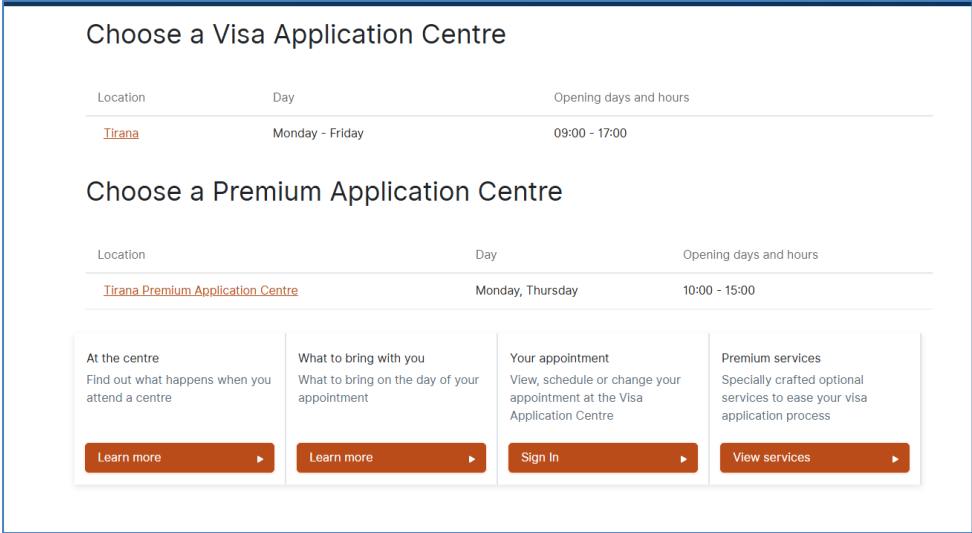 Choose a Visa Application Centre
Location Day Opening days and hours
Tirana Monday - Friday 09:00 - 17:00
Choose a Premium Application Centre
Location Day Opening days and hours
Tirana Premium Application Centre Monday, Thursday 10:00 - 15:00
At the centre
Find out what happens when you
attend a centre
Learn more
What to bring with you
What to bring on the day of your
appointment
Learn more
Your appointment
View, schedule or change your
appointment at the Visa
Application Centre
Sign In
Premium services
Specially crafted optional
services to ease your visa
application process
View services